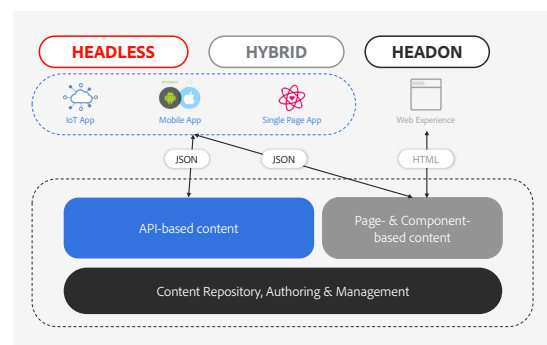 HEADLESS
HYBRID
HEADON
IoT App
Mobile App
Single Page App
Web Experience
JSON
JSON
HTML
API-based content
Page- & Component-
based content
Content Repository, Authoring & Management